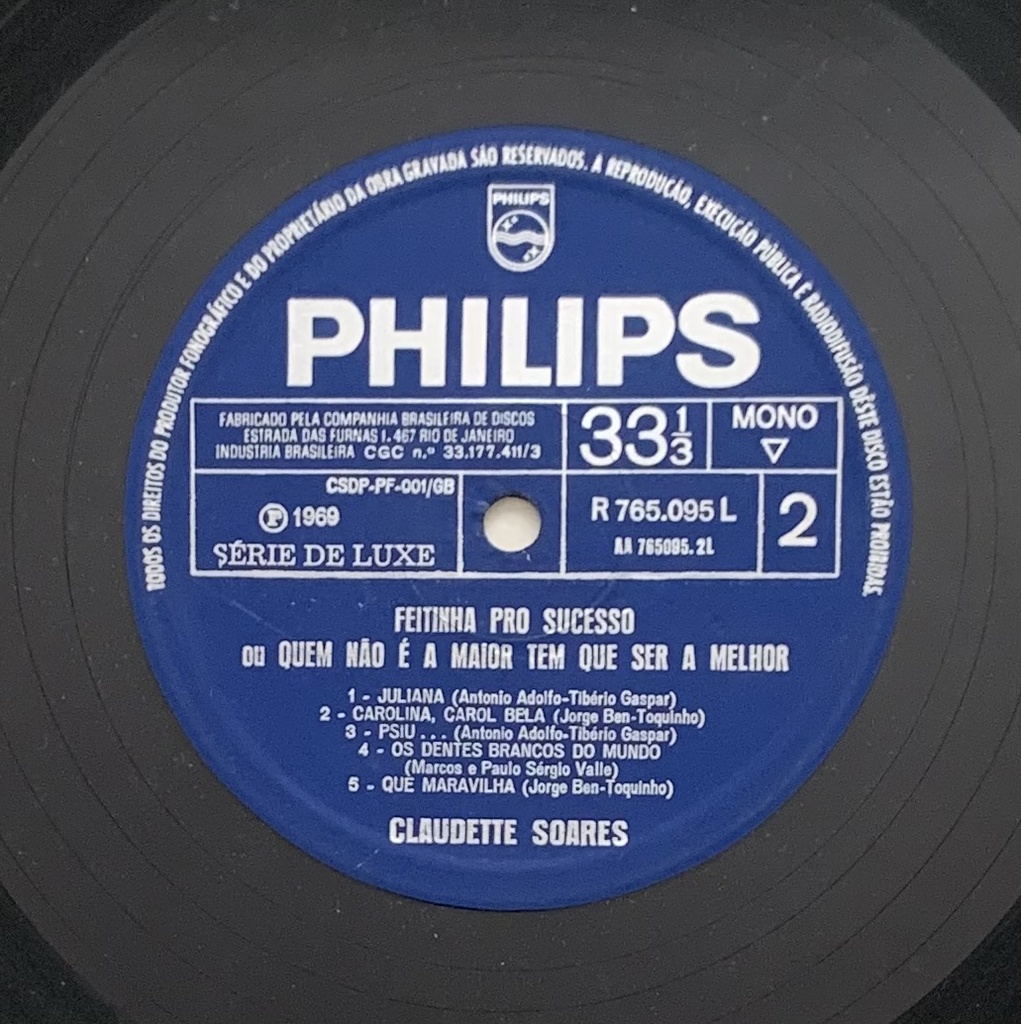 TODOS OS DIREITOS DO PRODUTOR FONOGRÁFICO E DO PROPRIETÁRIO DA OBRA GRAVADA SÃO RESERVADOS. A REPRODUÇÃO, EXECUÇÃO PÚBLICA E RADIODIFUSÃO DÊSTE DISCO ESTÃO PROIBIDAS.
PHILIPS
PHILIPS
FABRICADO PELA COMPANHIA BRASILEIRA DE DISCOS
ESTRADA DAS FURNAS 1.467 RIO DE JANEIRO
INDUSTRIA BRASILEIRA CGC n.º 33.177.411/3
33 1/3
MONO
▽
CSDP-PF-001/GB
Ⓟ 1969
SÉRIE DE LUXE
R 765.095 L
AA 765095.2L
2
FEITINHA PRO SUCESSO
ou QUEM NÃO É A MAIOR TEM QUE SER A MELHOR
1 - JULIANA (Antonio Adolfo-Tibério Gaspar)
2 - CAROLINA, CAROL BELA (Jorge Ben-Toquinho)
3 - PSIU... (Antonio Adolfo-Tibério Gaspar)
4 - OS DENTES BRANCOS DO MUNDO
(Marcos e Paulo Sérgio Valle)
5 - QUE MARAVILHA (Jorge Ben-Toquinho)
CLAUDETTE SOARES